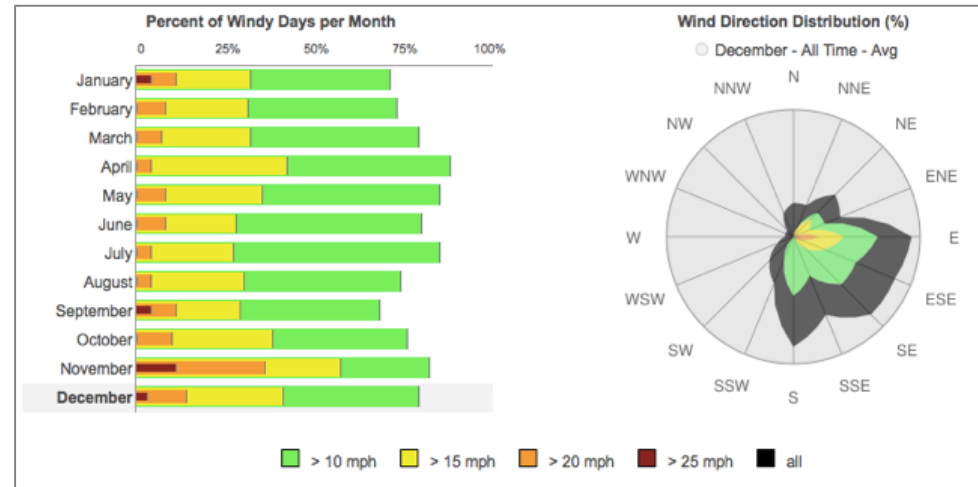 Percent of Windy Days per Month
0 25% 50% 75% 100%
January
February
March
April
May
June
July
August
September
October
November
December
Wind Direction Distribution (%)
December - All Time - Avg
N
NNE
NE
ENE
E
ESE
SE
SSE
S
SSW
SW
WSW
W
WNW
NW
NNW
> 10 mph > 15 mph > 20 mph > 25 mph all